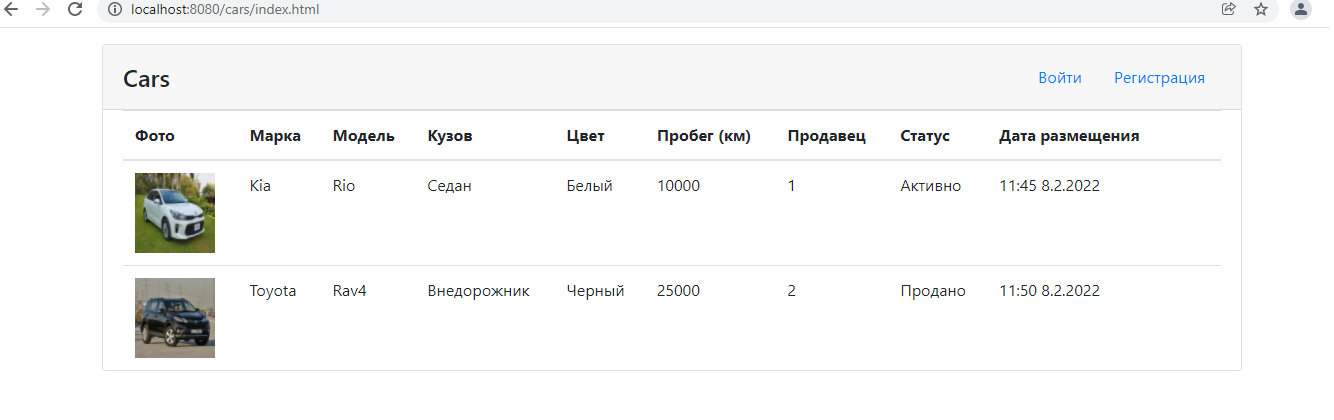 localhost:8080/cars/index.html
Cars Войти Регистрация
Фото Марка Модель Кузов Цвет Пробег (км) Продавец Статус Дата размещения
Kia Rio Седан Белый 10000 1 Активно 11:45 8.2.2022
Toyota Rav4 Внедорожник Черный 25000 2 Продано 11:50 8.2.2022